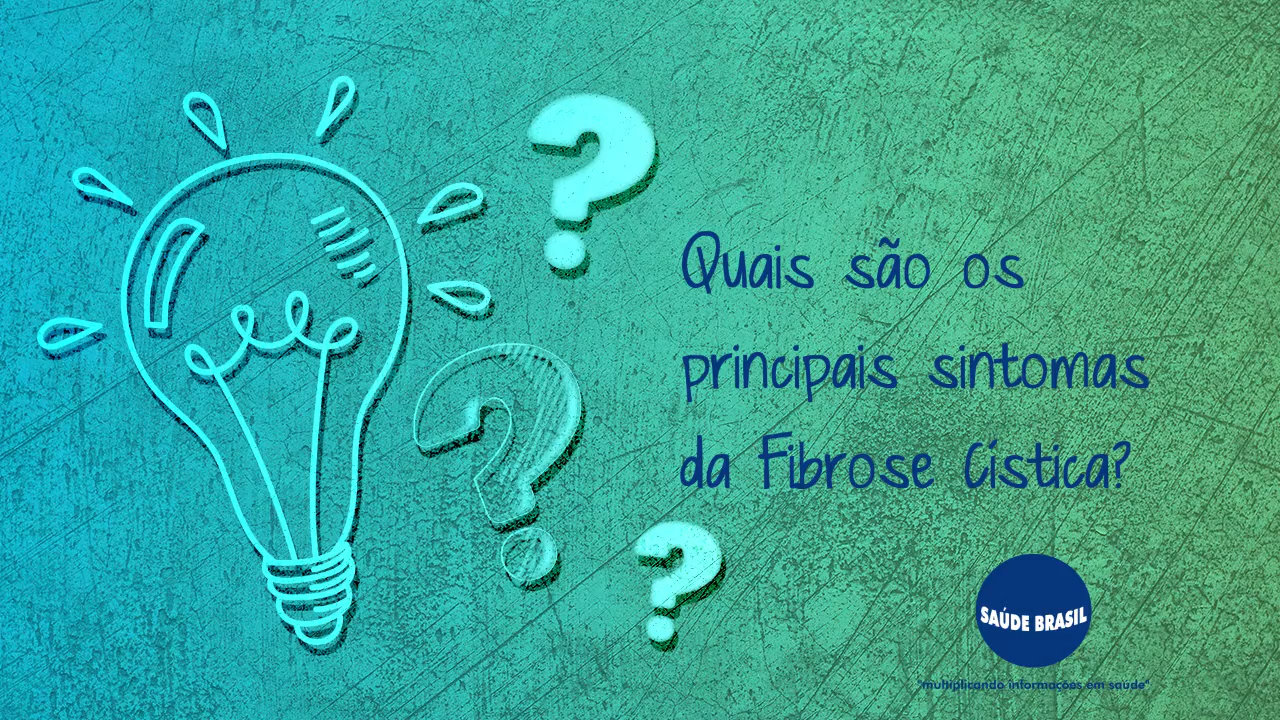 Quais são os
principais sintomas
da Fibrose Cística?
SAÚDE BRASIL
"multiplicando informações em saúde"